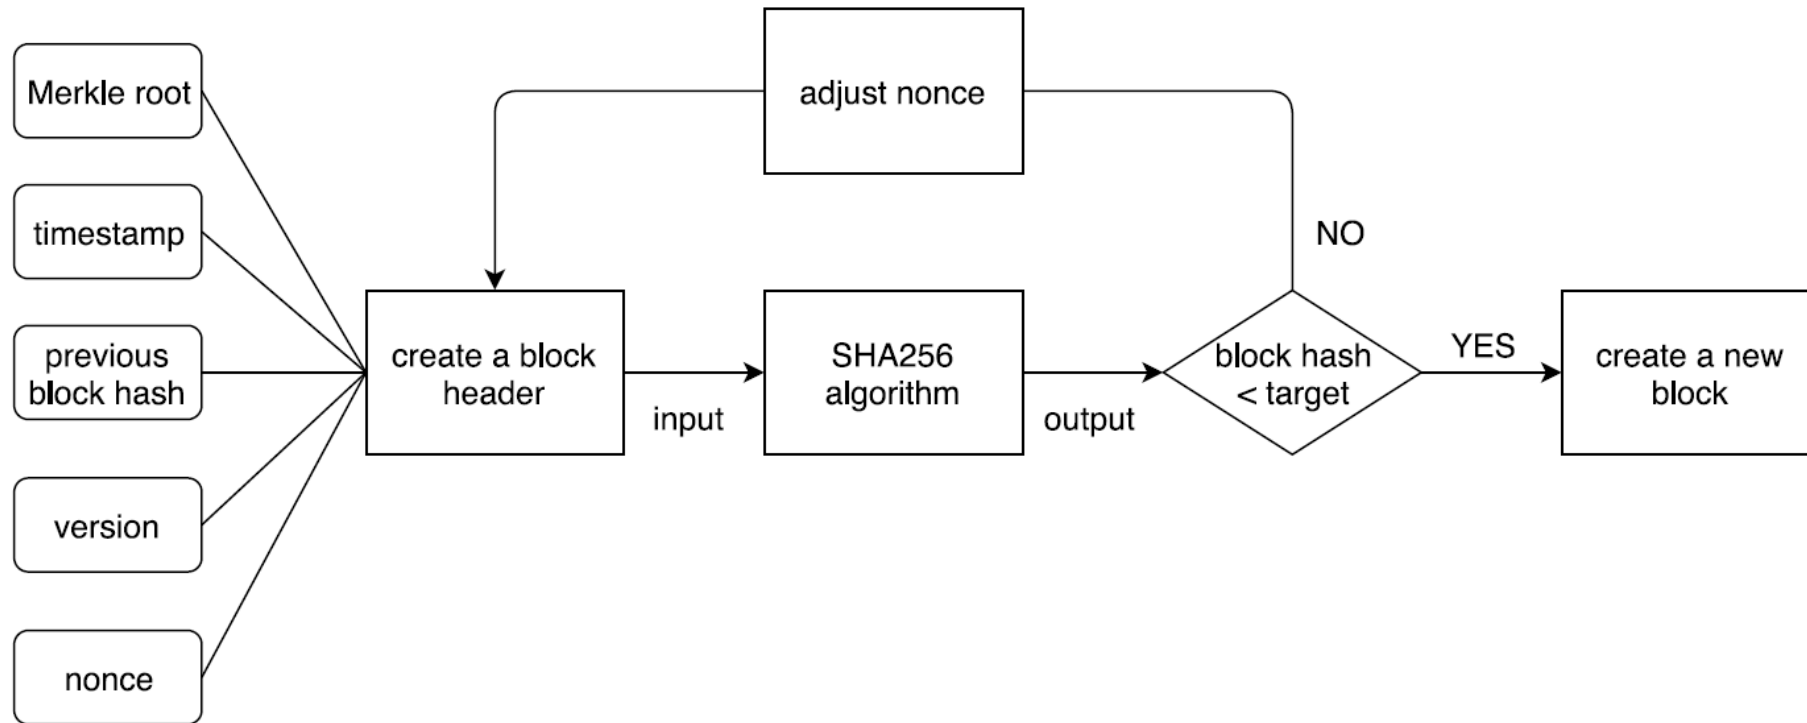 Merkle root
timestamp
previous
block hash
version
nonce
adjust nonce
create a block
header
input
SHA256
algorithm
output
block hash
< target
NO
YES
create a new
block